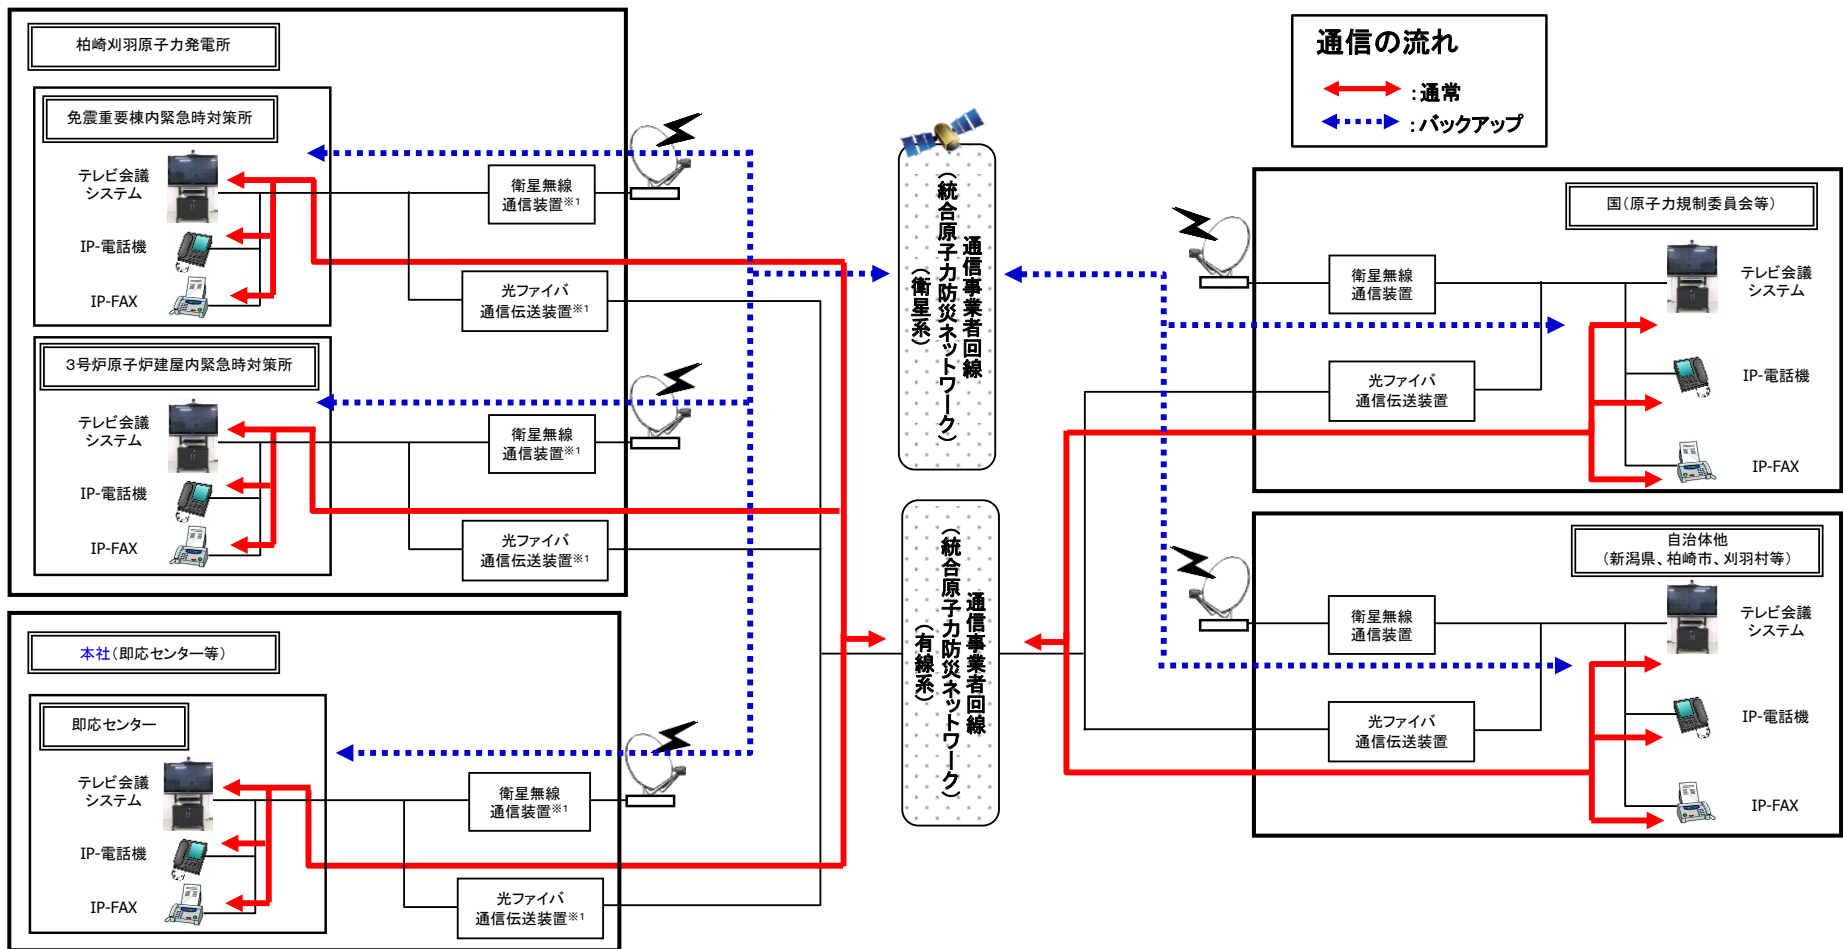 柏崎刈羽原子力発電所
免震重要棟内緊急時対策所
テレビ会議
システム
IP-電話機
IP-FAX
衛星無線
通信装置※1
光ファイバ
通信伝送装置※1
3号炉原子炉建屋内緊急時対策所
テレビ会議
システム
IP-電話機
IP-FAX
衛星無線
通信装置※1
光ファイバ
通信伝送装置※1
本社(即応センター等)
即応センター
テレビ会議
システム
IP-電話機
IP-FAX
衛星無線
通信装置※1
光ファイバ
通信伝送装置※1
通信事業者回線
(統合原子力防災ネットワーク)
(衛星系)
通信事業者回線
(統合原子力防災ネットワーク)
(有線系)
通信の流れ
:通常
:バックアップ
国(原子力規制委員会等)
衛星無線
通信装置
光ファイバ
通信伝送装置
テレビ会議
システム
IP-電話機
IP-FAX
自治体他
(新潟県、柏崎市、刈羽村等)
衛星無線
通信装置
光ファイバ
通信伝送装置
テレビ会議
システム
IP-電話機
IP-FAX